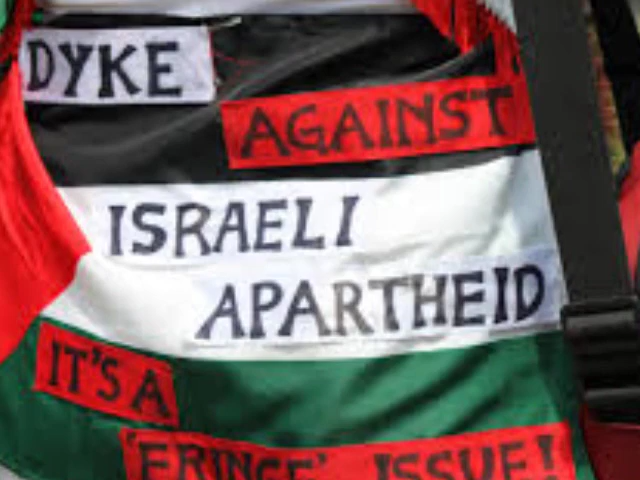 DYKE
AGAINST
ISRAELI
APARTHEID
IT'S A
'FRINGE' ISSUE!